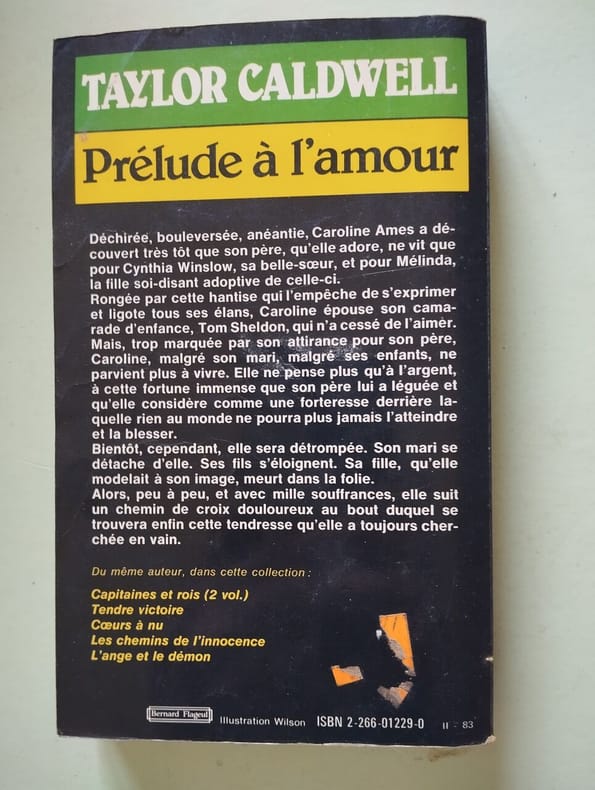 TAYLOR CALDWELL
Prélude à l'amour
Déchirée, bouleversée, anéantie, Caroline Ames a dé-
couvert très tôt que son père, qu'elle adore, ne vit que
pour Cynthia Winslow, sa belle-sœur, et pour Mélinda,
la fille soi-disant adoptive de celle-ci.
Rongée par cette hantise qui l'empêche de s'exprimer
et ligote tous ses élans, Caroline épouse son cama-
rade d'enfance, Tom Sheldon, qui n'a cessé de l'aimer.
Mais, trop marquée par son attirance pour son père,
Caroline, malgré son mari, malgré ses enfants, ne
parvient plus à vivre. Elle ne pense plus qu'à l'argent,
à cette fortune immense que son père lui a léguée et
qu'elle considère comme une forteresse derrière la-
quelle rien au monde ne pourra plus jamais l'atteindre
et la blesser.
Bientôt, cependant, elle sera détrompée. Son mari se
détache d'elle. Ses fils s'éloignent. Sa fille, qu'elle
modelait à son image, meurt dans la folie.
Alors, peu à peu, et avec mille souffrances, elle suit
un chemin de croix douloureux au bout duquel se
trouvera enfin cette tendresse qu'elle a toujours cher-
chée en vain.
Du même auteur, dans cette collection :
Capitaines et rois (2 vol.)
Tendre victoire
Cœurs à nu
Les chemins de l'innocence
L'ange et le démon
Bernard Flageul Illustration Wilson ISBN 2-266-01229-0 II - 83